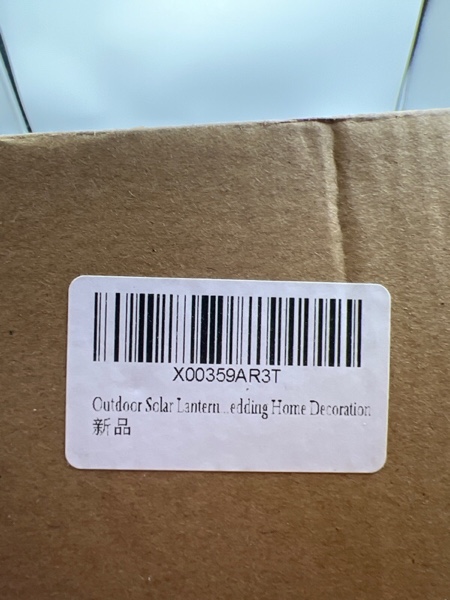 X00359AR3T
Outdoor Solar Lantern...edding Home Decoration
新品